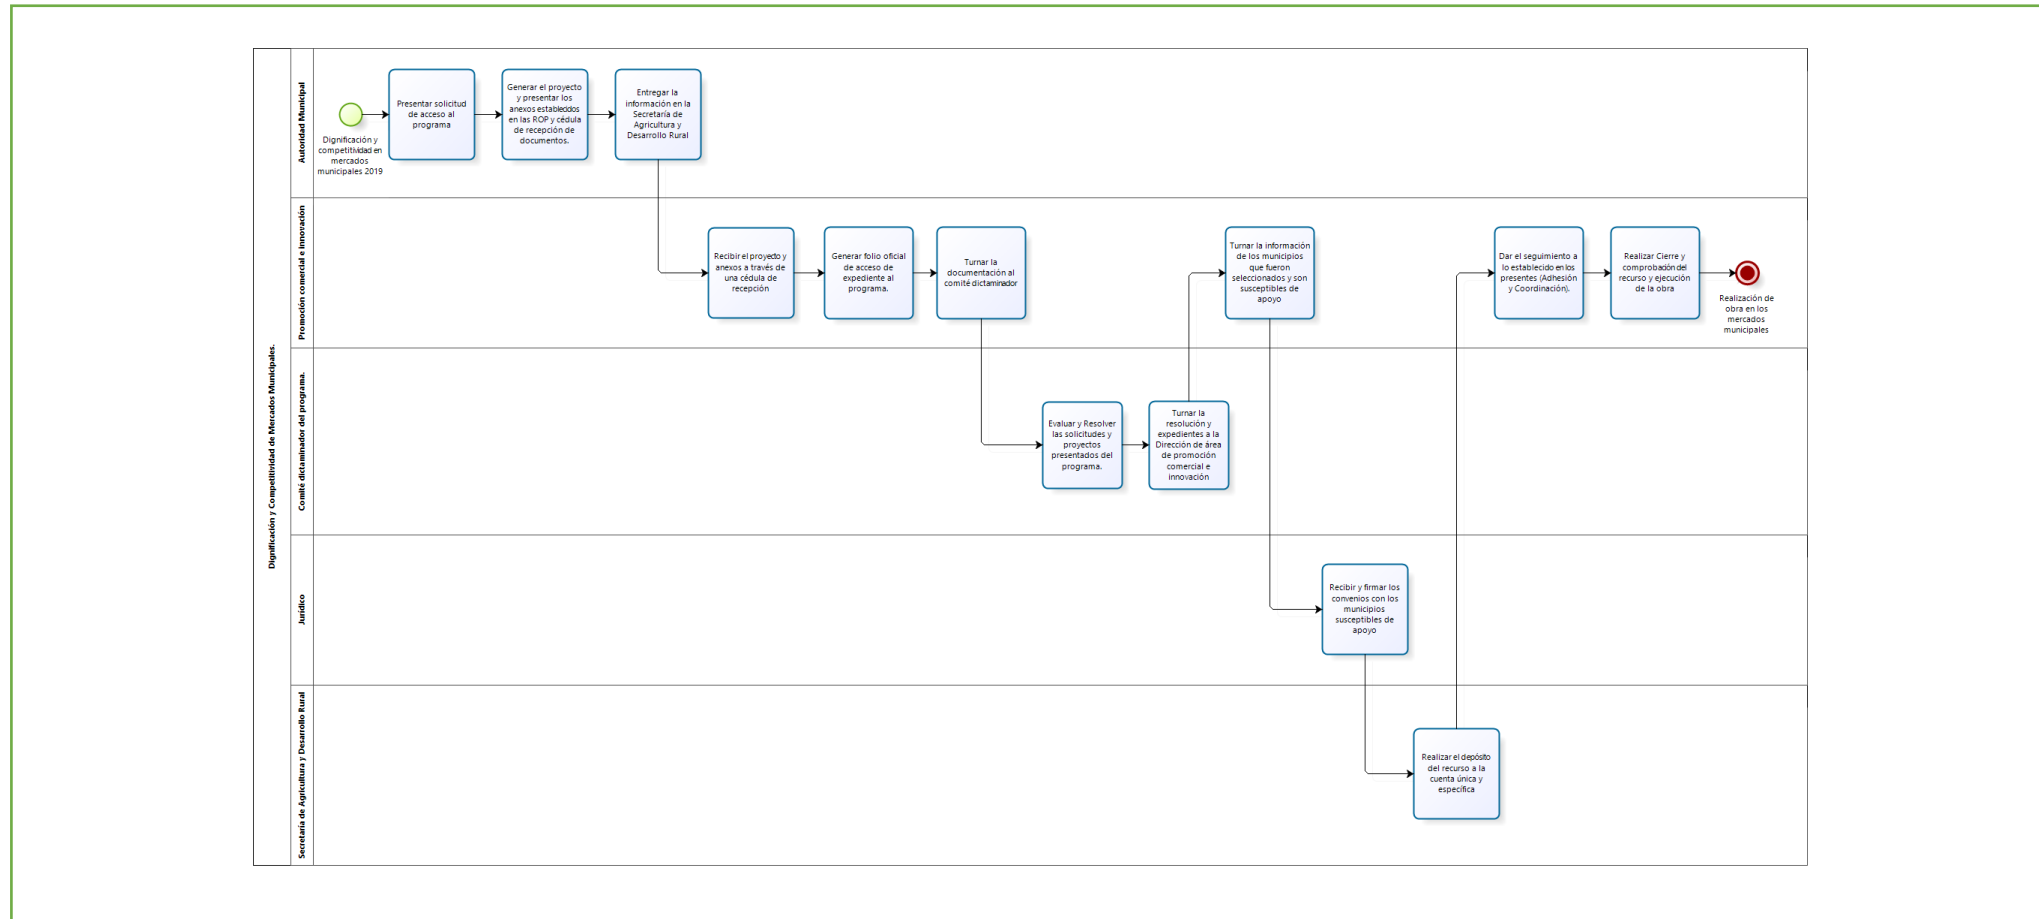 Dignificación y Competitividad de Mercados Municipales.
Autoridad Municipal
Dignificación y
competitividad en
mercados
municipales 2019
Presentar solicitud
de acceso al
programa
Generar el proyecto
y presentar los
anexos establecidos
en las ROP y cédula
de recepción de
documentos.
Entregar la
información en la
Secretaría de
Agricultura y
Desarrollo Rural
Promoción comercial e innovación
Recibir el proyecto y
anexos a través de
una cédula de
recepción
Generar folio oficial
de acceso de
expediente al
programa.
Turnar la
documentación al
comité dictaminador
Turnar la información
de los municipios
que fueron
seleccionados y son
susceptibles de
apoyo
Dar el seguimiento a
lo establecido en los
presentes (Adhesión
y Coordinación).
Realizar Cierre y
comprobación del
recurso y ejecución
de la obra
Realización de
obra en los
mercados
municipales
Comité dictaminador del programa.
Evaluar y Resolver
las solicitudes y
proyectos
presentados del
programa.
Turnar la
resolución y
expedientes a la
Dirección de área
de promoción
comercial e
innovación
Jurídico
Recibir y firmar los
convenios con los
municipios
susceptibles de
apoyo
Secretaría de Agricultura y Desarrollo Rural
Realizar el depósito
del recurso a la
cuenta única y
específica